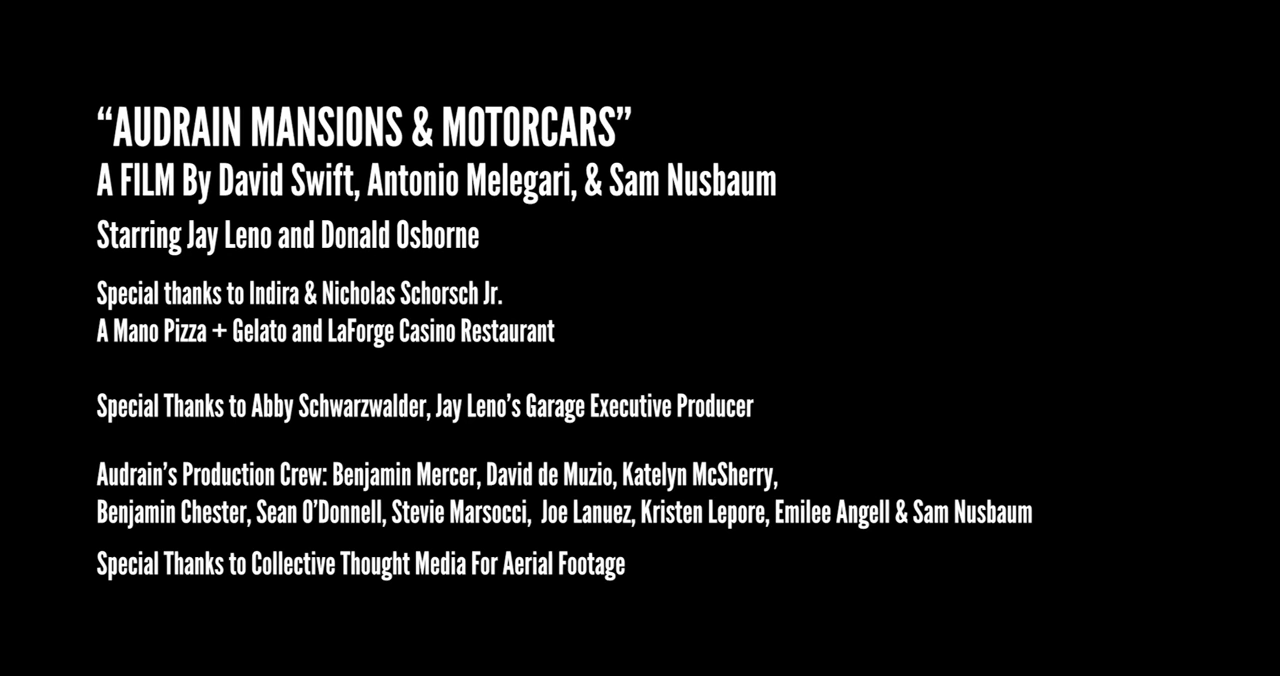 “AUDRAIN MANSIONS & MOTORCARS”
A FILM By David Swift, Antonio Melegari, & Sam Nusbaum
Starring Jay Leno and Donald Osborne
Special thanks to Indira & Nicholas Schorsch Jr.
A Mano Pizza + Gelato and LaForge Casino Restaurant
Special Thanks to Abby Schwarzwalder, Jay Leno’s Garage Executive Producer
Audrain’s Production Crew: Benjamin Mercer, David de Muzio, Katelyn McSherry,
Benjamin Chester, Sean O’Donnell, Stevie Marsocci,  Joe Lanuez, Kristen Lepore, Emilee Angell & Sam Nusbaum
Special Thanks to Collective Thought Media For Aerial Footage